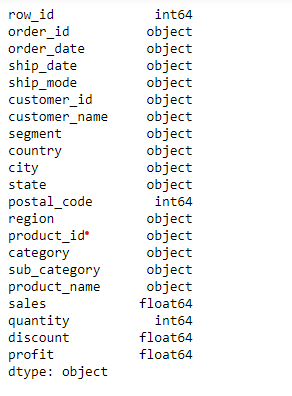 row_id int64
order_id object
order_date object
ship_date object
ship_mode object
customer_id object
customer_name object
segment object
country object
city object
state object
postal_code int64
region object
product_id object
category object
sub_category object
product_name object
sales float64
quantity int64
discount float64
profit float64
dtype: object